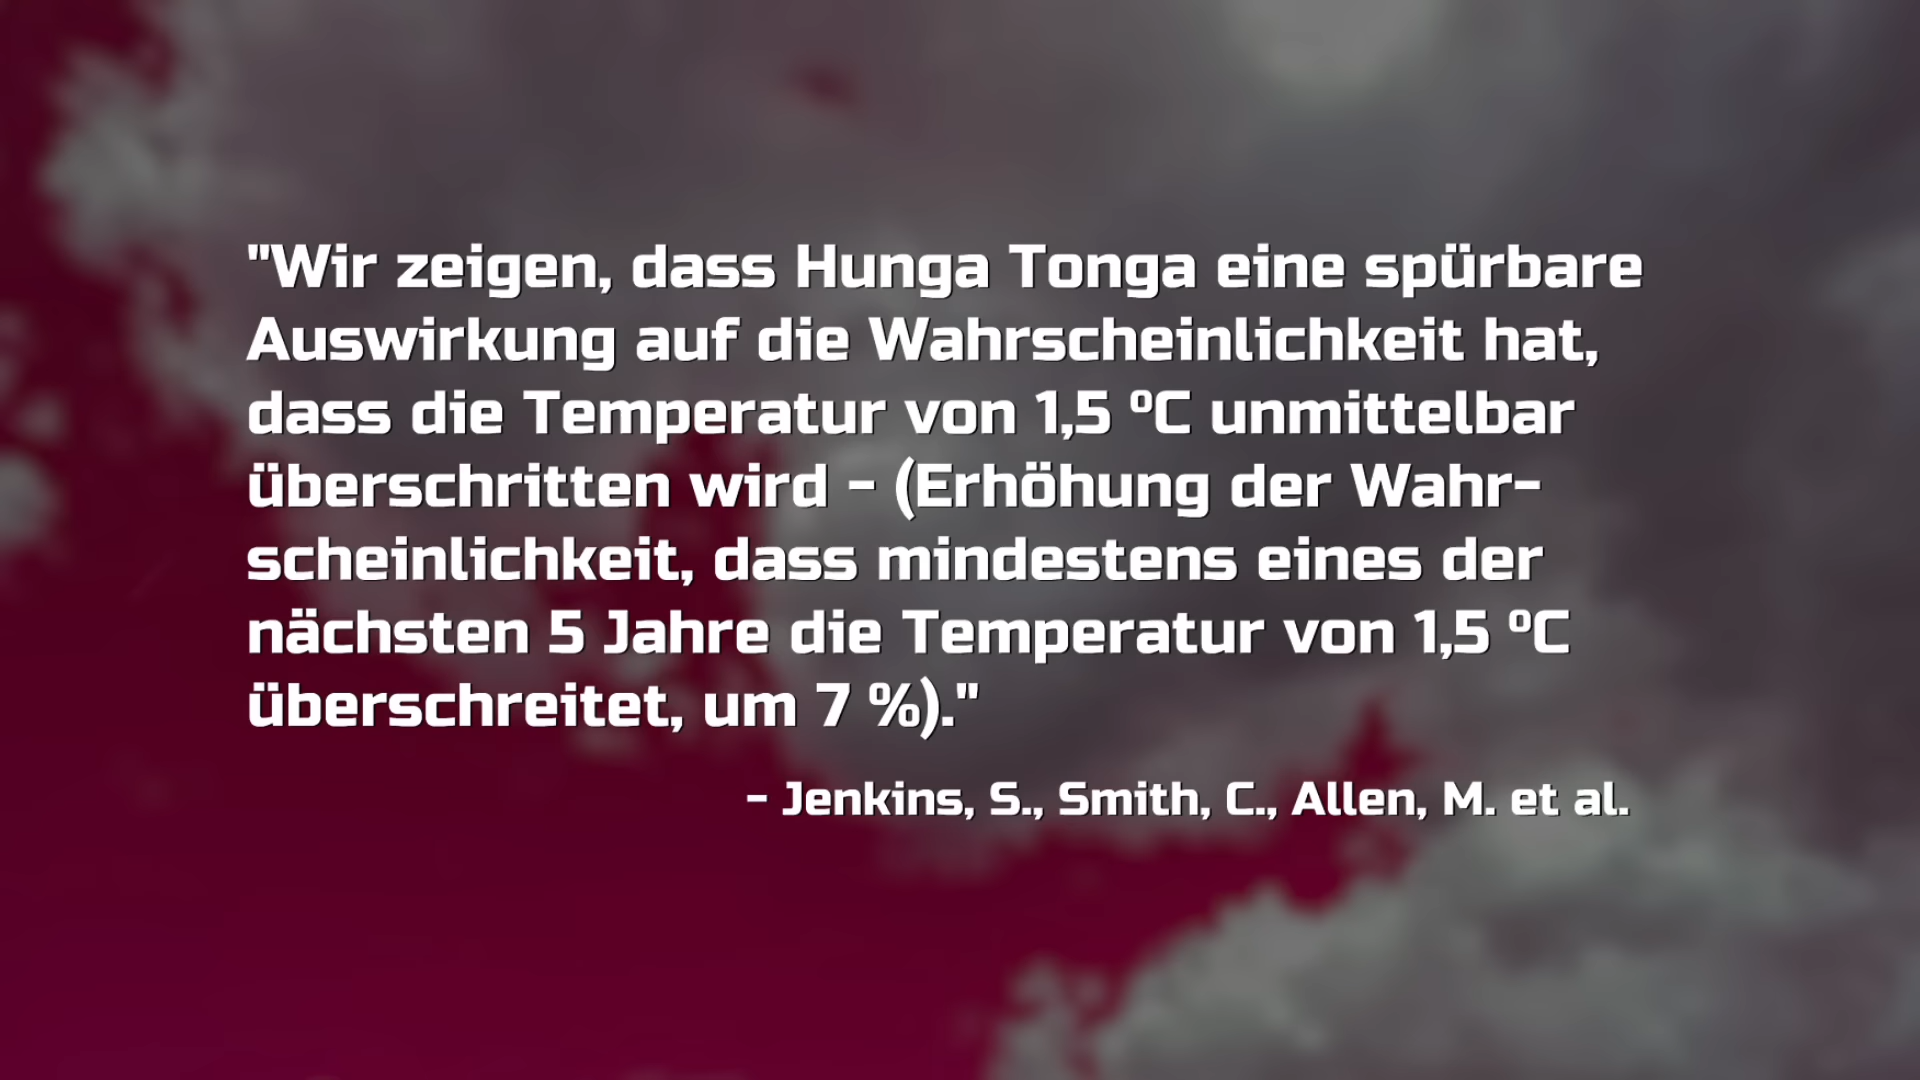 "Wir zeigen, dass Hunga Tonga eine spürbare
Auswirkung auf die Wahrscheinlichkeit hat,
dass die Temperatur von 1,5 ºC unmittelbar
überschritten wird - (Erhöhung der Wahr-
scheinlichkeit, dass mindestens eines der
nächsten 5 Jahre die Temperatur von 1,5 ºC
überschreitet, um 7 %)."
- Jenkins, S., Smith, C., Allen, M. et al.